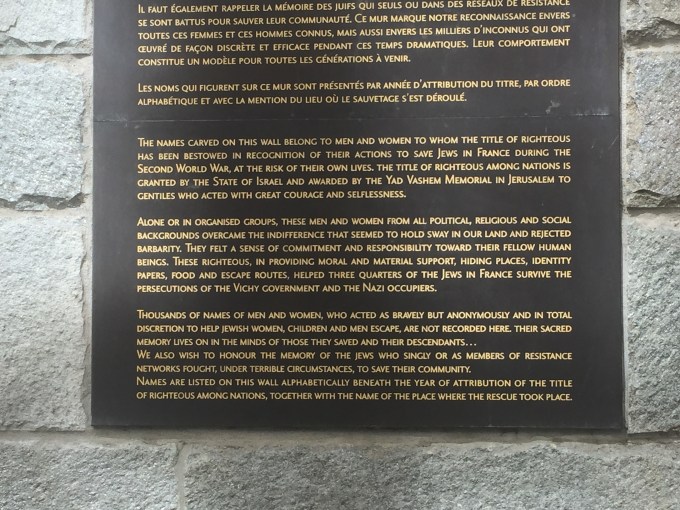 IL FAUT ÉGALEMENT RAPPELER LA MÉMOIRE DES JUIFS QUI SEULS OU DANS DES RÉSEAUX DE RÉSISTANCE
SE SONT BATTUS POUR SAUVER LEUR COMMUNAUTÉ. CE MUR MARQUE NOTRE RECONNAISSANCE ENVERS
TOUTES CES FEMMES ET CES HOMMES CONNUS, MAIS AUSSI ENVERS LES MILLIERS D'INCONNUS QUI ONT
ŒUVRÉ DE FAÇON DISCRÈTE ET EFFICACE PENDANT CES TEMPS DRAMATIQUES. LEUR COMPORTEMENT
CONSTITUE UN MODÈLE POUR TOUTES LES GÉNÉRATIONS À VENIR.
LES NOMS QUI FIGURENT SUR CE MUR SONT PRÉSENTÉS PAR ANNÉE D'ATTRIBUTION DU TITRE, PAR ORDRE
ALPHABÉTIQUE ET AVEC LA MENTION DU LIEU OÙ LE SAUVETAGE S'EST DÉROULÉ.
THE NAMES CARVED ON THIS WALL BELONG TO MEN AND WOMEN TO WHOM THE TITLE OF RIGHTEOUS
HAS BEEN BESTOWED IN RECOGNITION OF THEIR ACTIONS TO SAVE JEWS IN FRANCE DURING THE
SECOND WORLD WAR, AT THE RISK OF THEIR OWN LIVES. THE TITLE OF RIGHTEOUS AMONG NATIONS IS
GRANTED BY THE STATE OF ISRAEL AND AWARDED BY THE YAD VASHEM MEMORIAL IN JERUSALEM TO
GENTILES WHO ACTED WITH GREAT COURAGE AND SELFLESSNESS.
ALONE OR IN ORGANISED GROUPS, THESE MEN AND WOMEN FROM ALL POLITICAL, RELIGIOUS AND SOCIAL
BACKGROUNDS OVERCAME THE INDIFFERENCE THAT SEEMED TO HOLD SWAY IN OUR LAND AND REJECTED
BARBARITY. THEY FELT A SENSE OF COMMITMENT AND RESPONSIBILITY TOWARD THEIR FELLOW HUMAN
BEINGS. THESE RIGHTEOUS, IN PROVIDING MORAL AND MATERIAL SUPPORT, HIDING PLACES, IDENTITY
PAPERS, FOOD AND ESCAPE ROUTES, HELPED THREE QUARTERS OF THE JEWS IN FRANCE SURVIVE THE
PERSECUTIONS OF THE VICHY GOVERNMENT AND THE NAZI OCCUPIERS.
THOUSANDS OF NAMES OF MEN AND WOMEN, WHO ACTED AS BRAVELY BUT ANONYMOUSLY AND IN TOTAL
DISCRETION TO HELP JEWISH WOMEN, CHILDREN AND MEN ESCAPE, ARE NOT RECORDED HERE. THEIR SACRED
MEMORY LIVES ON IN THE MINDS OF THOSE THEY SAVED AND THEIR DESCENDANTS...
WE ALSO WISH TO HONOUR THE MEMORY OF THE JEWS WHO SINGLY OR AS MEMBERS OF RESISTANCE
NETWORKS FOUGHT, UNDER TERRIBLE CIRCUMSTANCES, TO SAVE THEIR COMMUNITY.
NAMES ARE LISTED ON THIS WALL ALPHABETICALLY BENEATH THE YEAR OF ATTRIBUTION OF THE TITLE
OF RIGHTEOUS AMONG NATIONS, TOGETHER WITH THE NAME OF THE PLACE WHERE THE RESCUE TOOK PLACE.